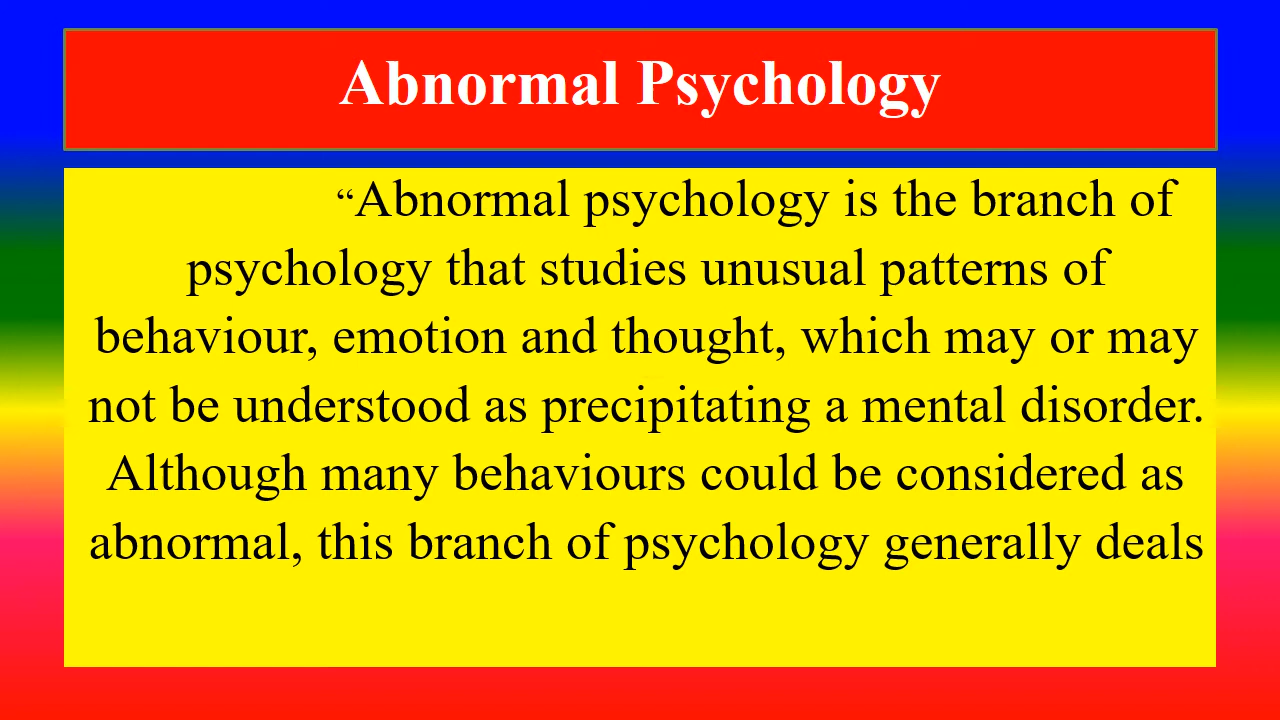 Abnormal Psychology
“Abnormal psychology is the branch of
psychology that studies unusual patterns of
behaviour, emotion and thought, which may or may
not be understood as precipitating a mental disorder.
Although many behaviours could be considered as
abnormal, this branch of psychology generally deals